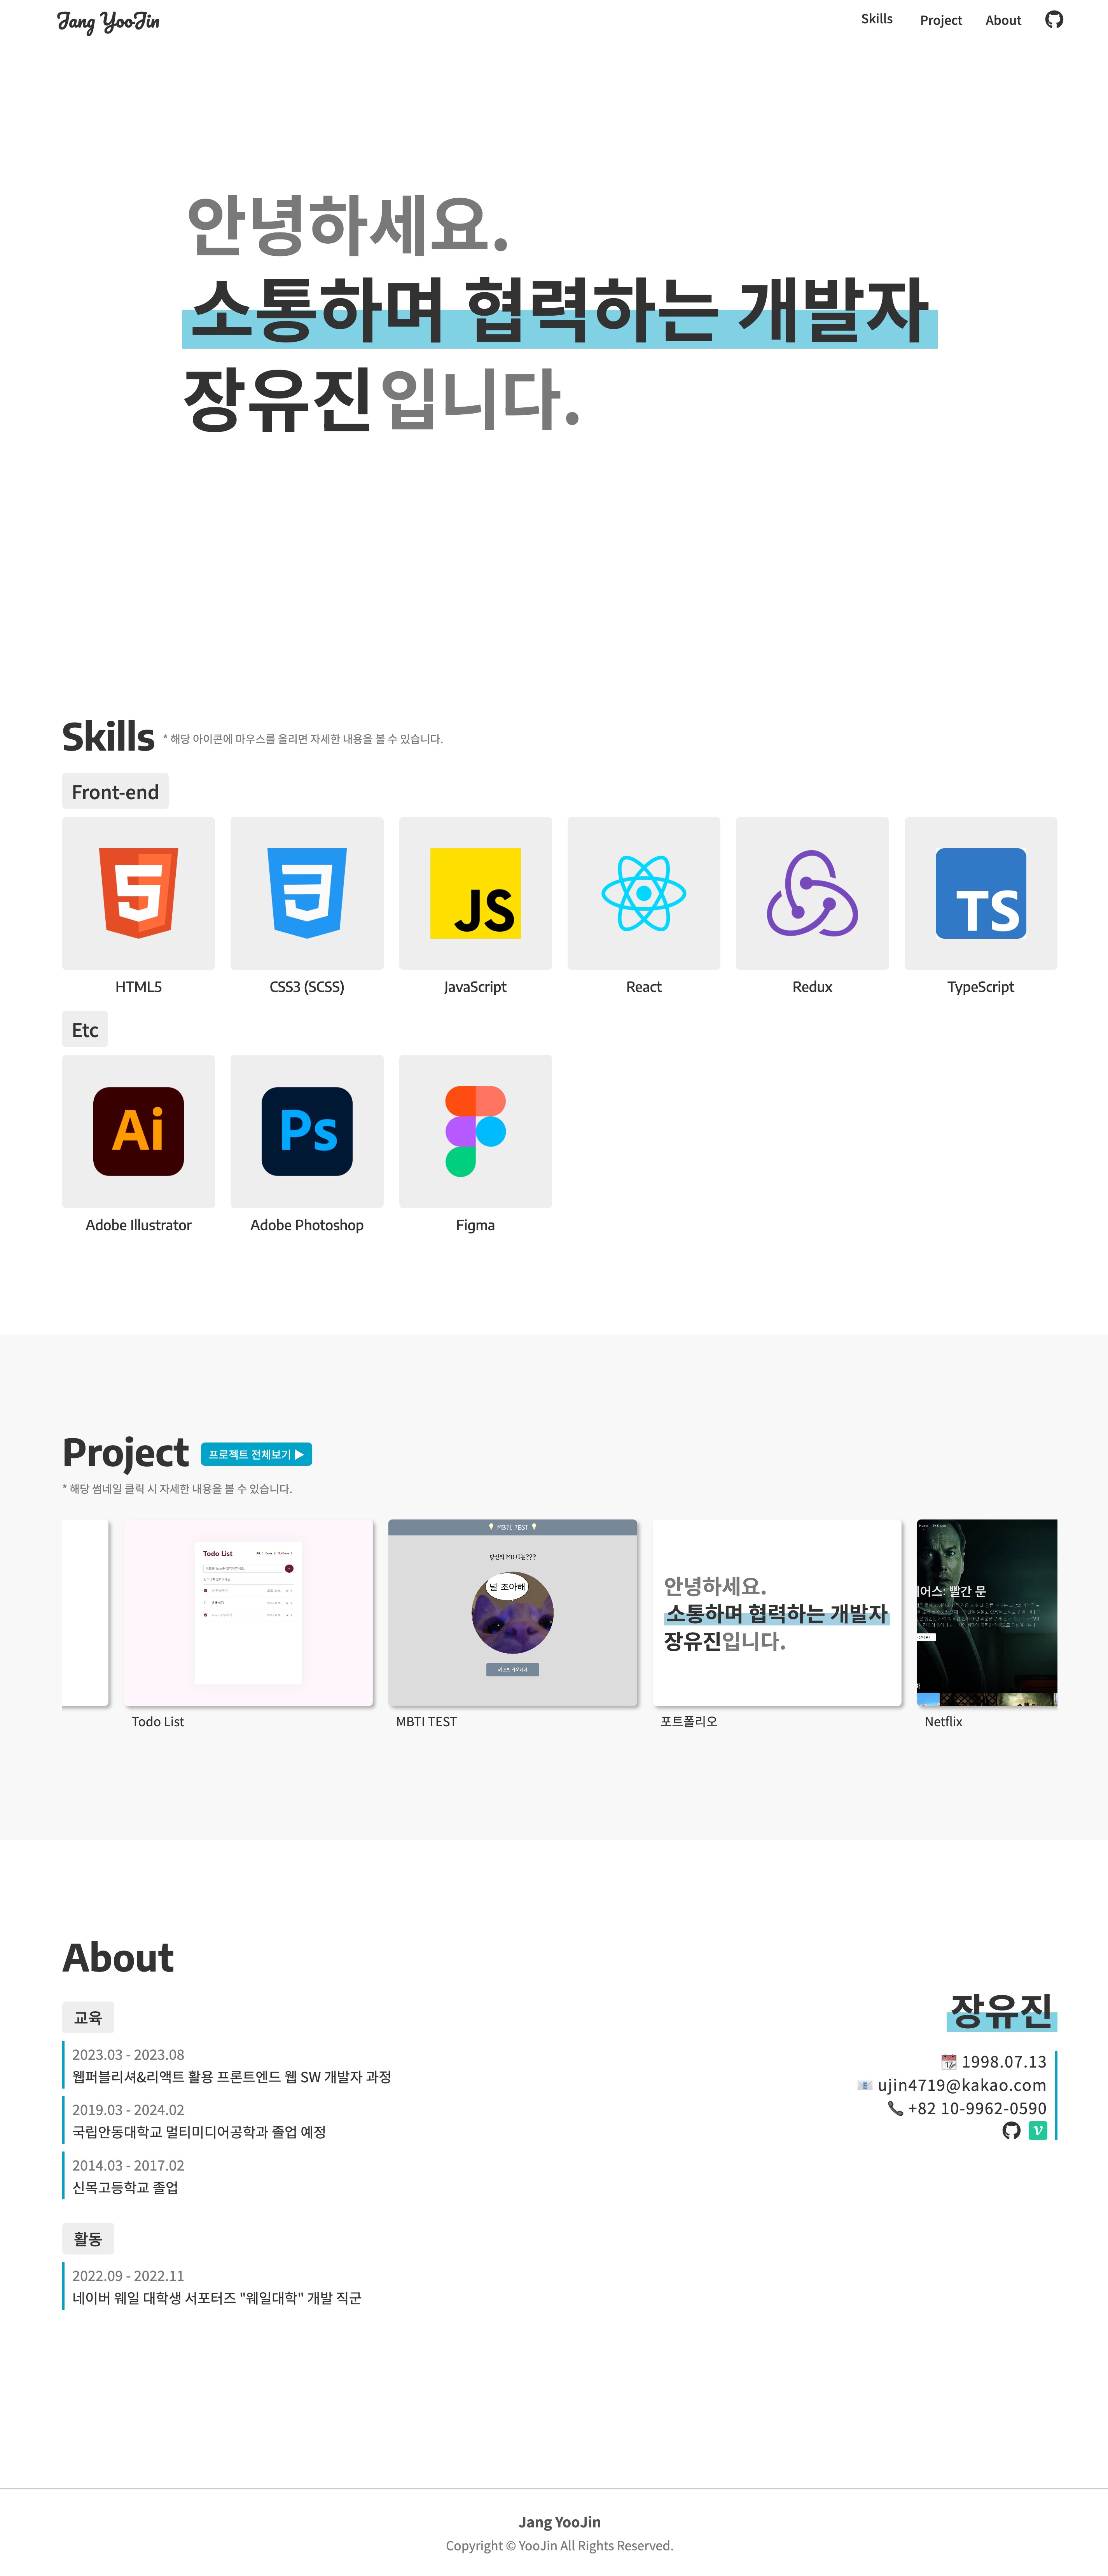 Jang YooJin
Skills
Project
About
안녕하세요.
소통하며 협력하는 개발자
장유진입니다.
Skills
* 해당 아이콘에 마우스를 올리면 자세한 내용을 볼 수 있습니다.
Front-end
JS
TS
HTML5
CSS3 (SCSS)
JavaScript
React
Redux
TypeScript
Etc
Ai
Ps
Adobe Illustrator
Adobe Photoshop
Figma
Project
프로젝트 전체보기 ▶
* 해당 썸네일 클릭 시 자세한 내용을 볼 수 있습니다.
Todo List
MBTI TEST
당신의 MBTI는???
널 조아해
테스트 시작하기
안녕하세요.
소통하며 협력하는 개발자
장유진입니다.
어스: 빨간 문
Todo List
MBTI TEST
포트폴리오
Netflix
About
교육
2023.03 - 2023.08
웹퍼블리셔&리액트 활용 프론트엔드 웹 SW 개발자 과정
2019.03 - 2024.02
국립안동대학교 멀티미디어공학과 졸업 예정
2014.03 - 2017.02
신목고등학교 졸업
활동
2022.09 - 2022.11
네이버 웨일 대학생 서포터즈 "웨일대학" 개발 직군
장유진
📆 1998.07.13
📧 ujin4719@kakao.com
📞 +82 10-9962-0590
Jang YooJin
Copyright © YooJin All Rights Reserved.